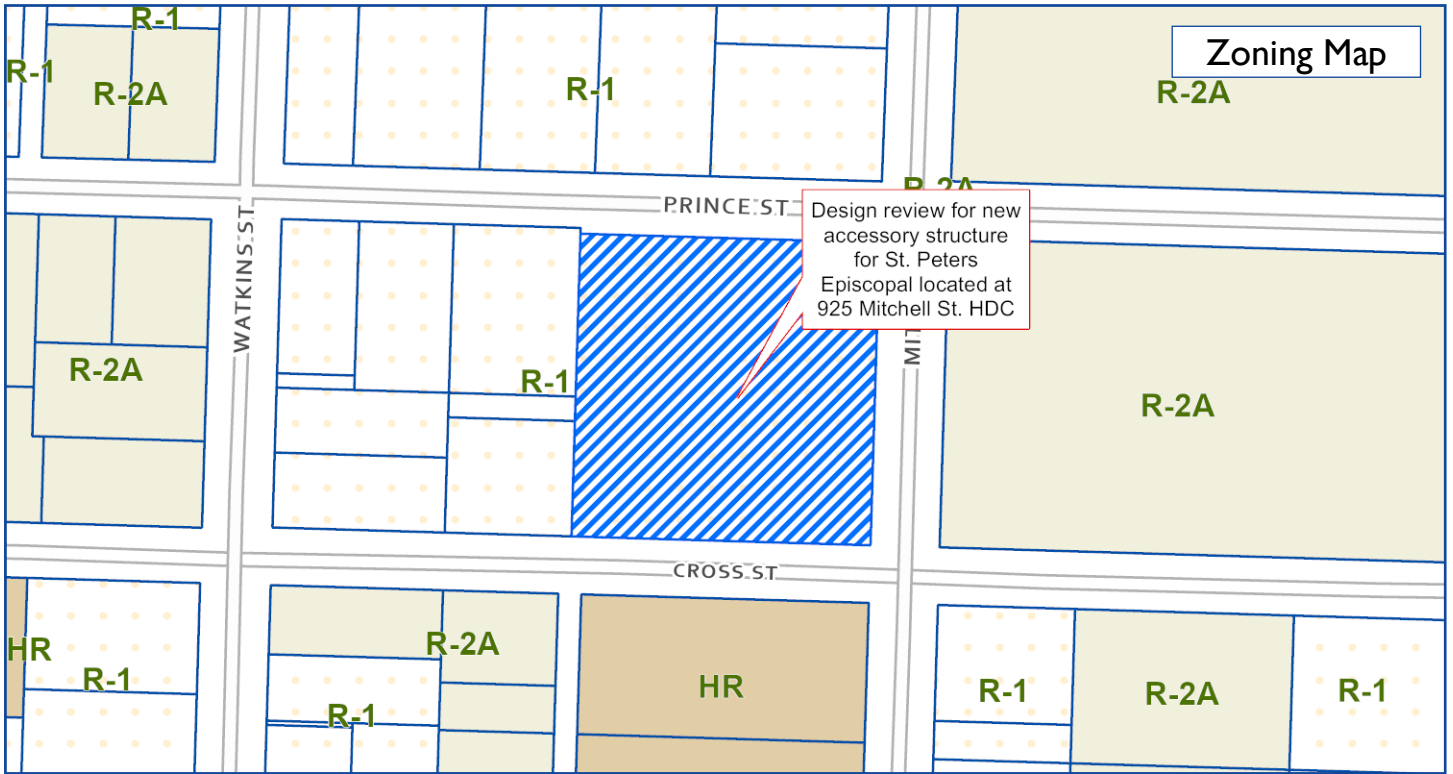 R-1
Zoning Map
R-1
R-2A
R-1
R-2A
R-2A
PRINCE ST
Design review for new
accessory structure
for St. Peters
Episcopal located at
925 Mitchell St. HDC
WATKINS ST
MIT
R-2A
R-1
R-2A
CROSS ST
HR
R-1
R-2A
R-1
HR
R-1
R-2A
R-1